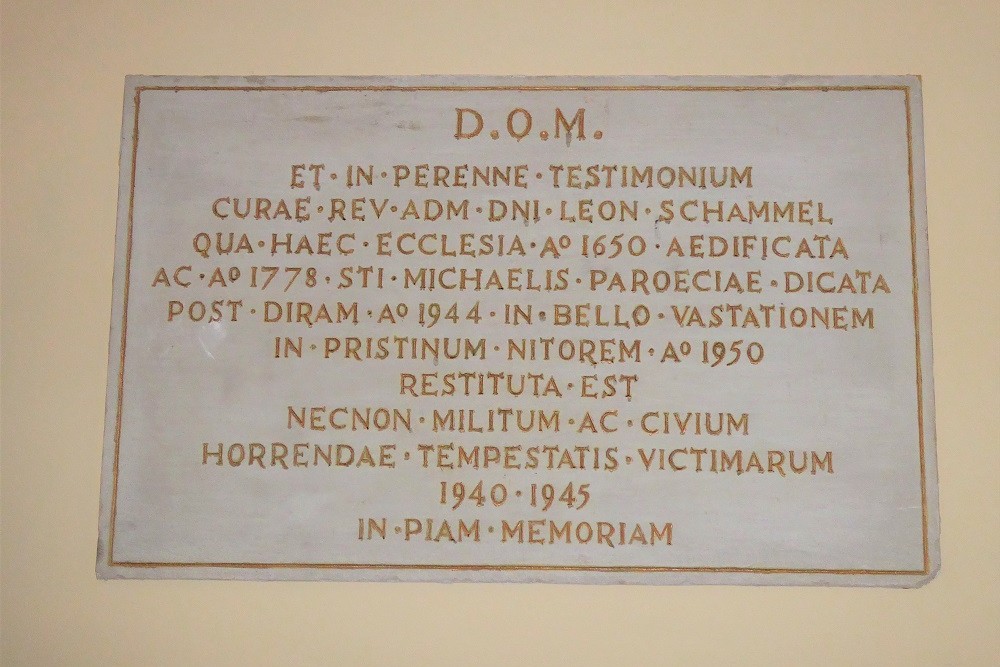 D.O.M.
ET·IN·PERENNE·TESTIMONIUM
CURAE·REV·ADM·DNI·LEON·SCHAMMEL
QUA·HAEC·ECCLESIA·Aº 1650·AEDIFICATA
AC·Aº 1778·STI·MICHAELIS·PAROECIAE·DICATA
POST·DIRAM·Aº 1944·IN·BELLO·VASTATIONEM
IN·PRISTINUM·NITOREM·Aº 1950
RESTITUTA·EST
NECNON·MILITUM·AC·CIVIUM
HORRENDAE·TEMPESTATIS·VICTIMARUM
1940·1945
IN·PIAM·MEMORIAM